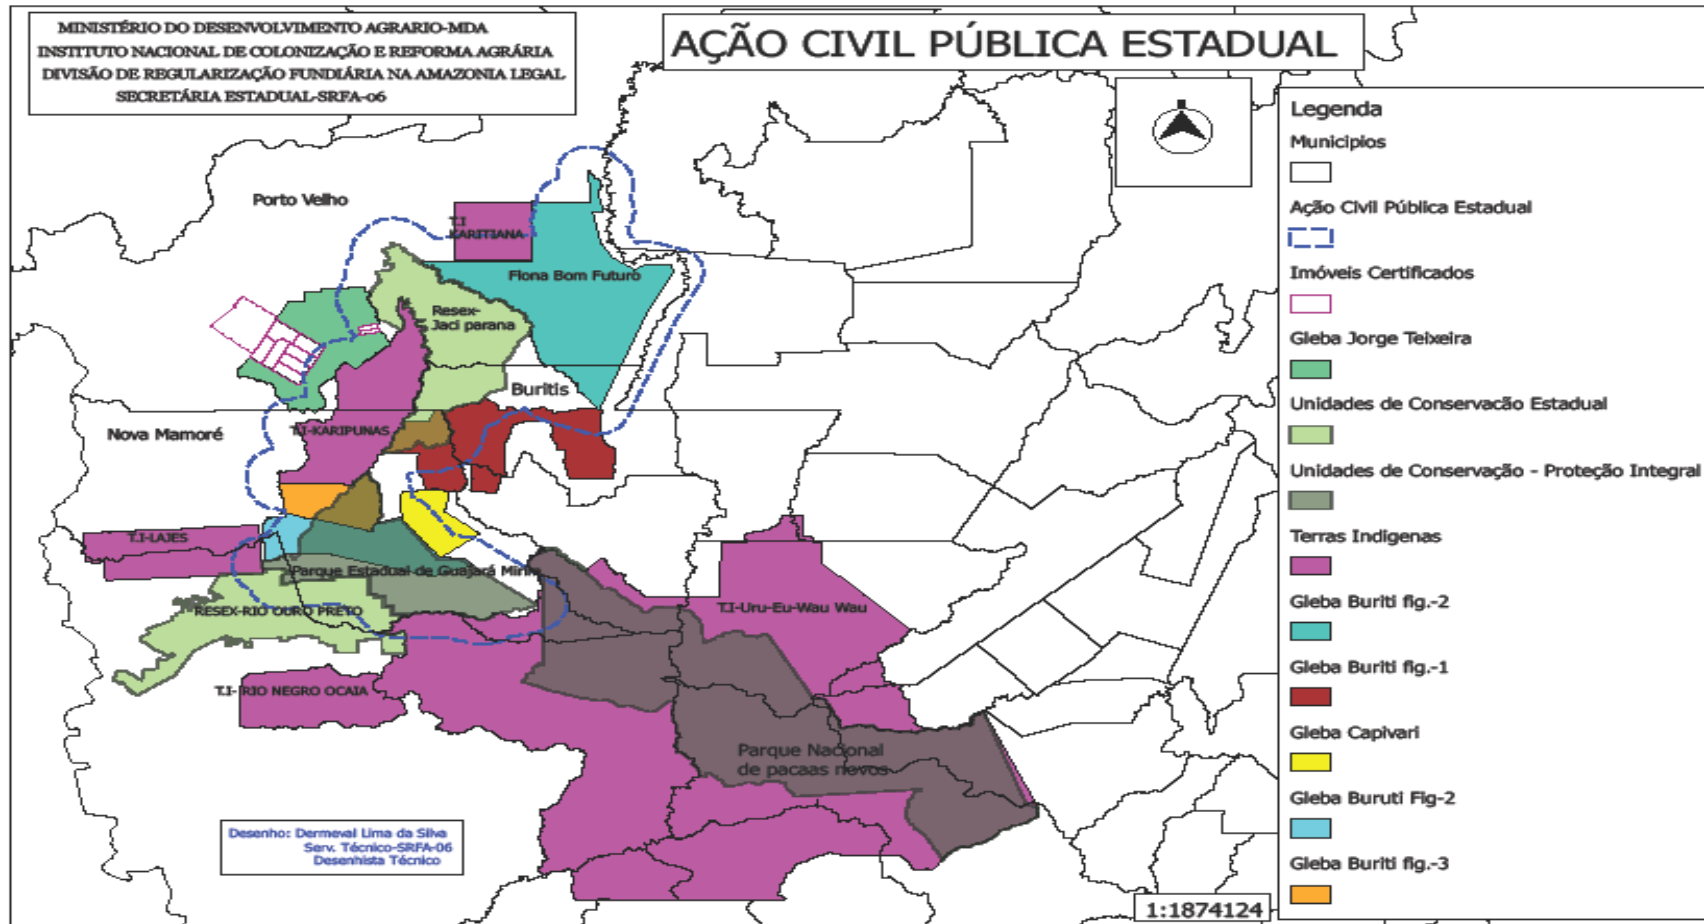 MINISTÉRIO DO DESENVOLVIMENTO AGRARIO-MDA
INSTITUTO NACIONAL DE COLONIZAÇÃO E REFORMA AGRÁRIA
DIVISÃO DE REGULARIZAÇÃO FUNDIÁRIA NA AMAZONIA LEGAL
SECRETÁRIA ESTADUAL-SRFA-06
AÇÃO CIVIL PÚBLICA ESTADUAL
Porto Velho
T.I
KARITIANA
Flona Bom Futuro
Resex-
Jaci parana
Buritis
Nova Mamoré
T.I-KARIPUNAS
T.I-LAJES
Parque Estadual de Guajará Mirim
RESEX-RIO OURO PRETO
T.I-Uru-Eu-Wau Wau
T.I- RIO NEGRO OCAIA
Parque Nacional
de pacaas novos
Desenho: Dermeval Lima da Silva
Serv. Técnico-SRFA-06
Desenhista Técnico
Legenda
Municipios
Ação Civil Pública Estadual
Imóveis Certificados
Gleba Jorge Teixeira
Unidades de Conservacão Estadual
Unidades de Conservação - Proteção Integral
Terras Indigenas
Gleba Buriti fig.-2
Gleba Buriti fig.-1
Gleba Capivari
Gleba Buruti Fig-2
Gleba Buriti fig.-3
1:1874124